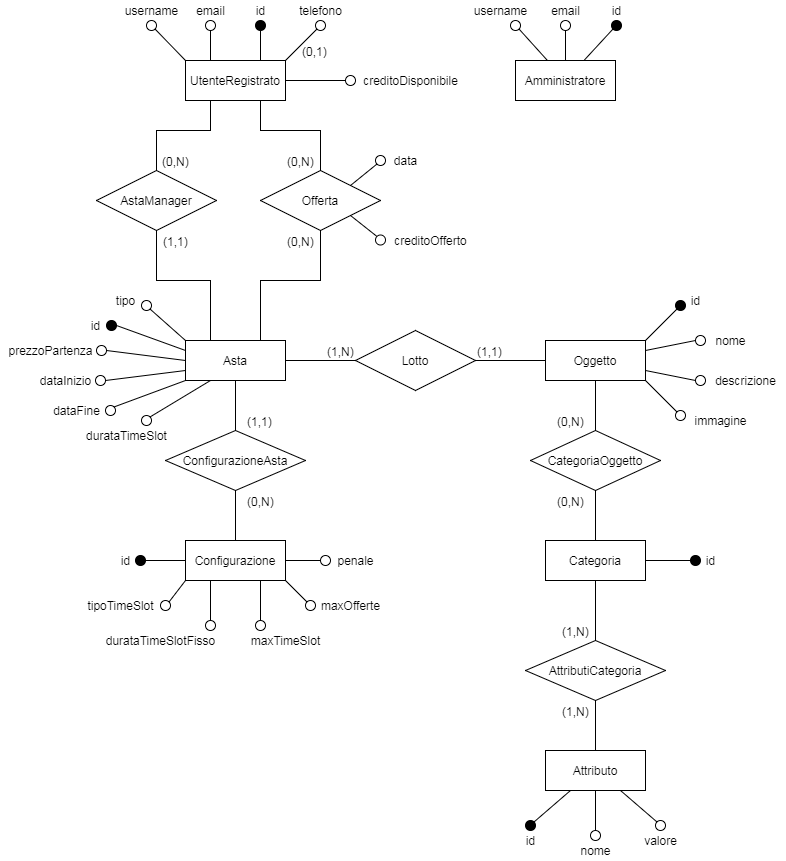 username
email
id
telefono
(0,1)
UtenteRegistrato
creditoDisponibile
username
email
id
Amministratore
(0,N)
AstaManager
(1,1)
(0,N)
Offerta
(0,N)
data
creditoOfferto
tipo
id
prezzoPartenza
dataInizio
dataFine
durataTimeSlot
Asta
(1,N)
Lotto
(1,1)
Oggetto
id
nome
descrizione
immagine
(1,1)
ConfigurazioneAsta
(0,N)
(0,N)
CategoriaOggetto
(0,N)
id
Configurazione
penale
tipoTimeSlot
durataTimeSlotFisso
maxTimeSlot
maxOfferte
Categoria
id
(1,N)
AttributiCategoria
(1,N)
Attributo
id
nome
valore